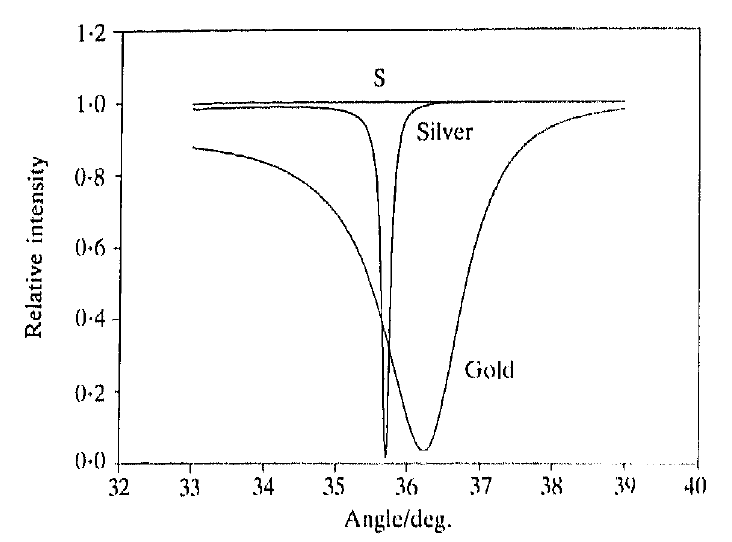 1·2
S
1·0
Silver
0·8
Relative intensity
0·6
0·4
Gold
0·2
0·0
32 33 34 35 36 37 38 39 40
Angle/deg.